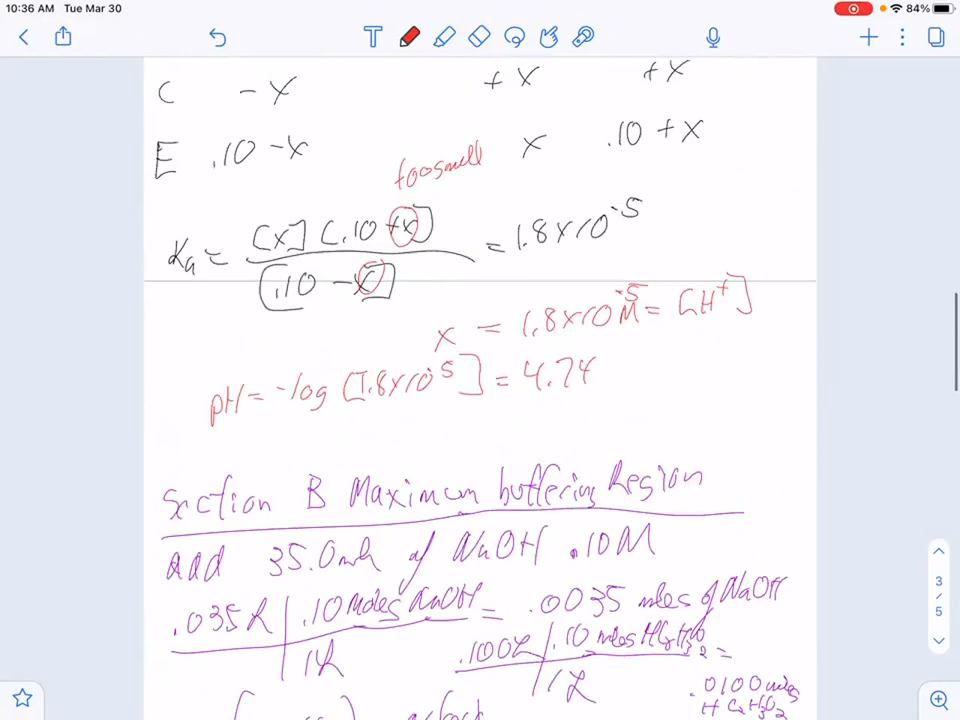 10:36 AM Tue Mar 30 84%
T
C -X +X +X
E .10-X X .10+X
too small
Ka = [x][.10+x] / [.10-x] = 1.8x10^-5
x = 1.8x10^-5 M = [H+]
pH = -log [1.8x10^-5] = 4.74
Section B Maximum buffering Region
add 35.0mL of NaOH .10M
.035L | .10 Moles NaOH = .0035 moles of NaOH
1L
.100L | .10 moles HC2H3O2 =
1L
.0100 moles
HC2H3O2
3
/
5